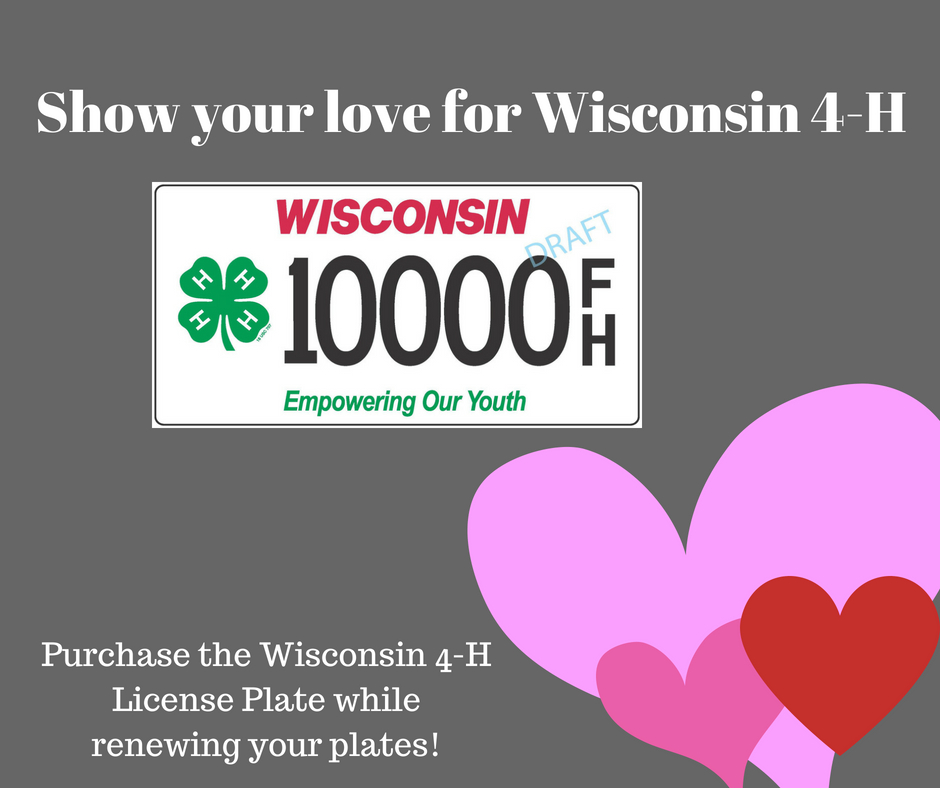 Show your love for Wisconsin 4-H
WISCONSIN
DRAFT
H H
H H
10000
F
H
Empowering Our Youth
Purchase the Wisconsin 4-H
License Plate while
renewing your plates!